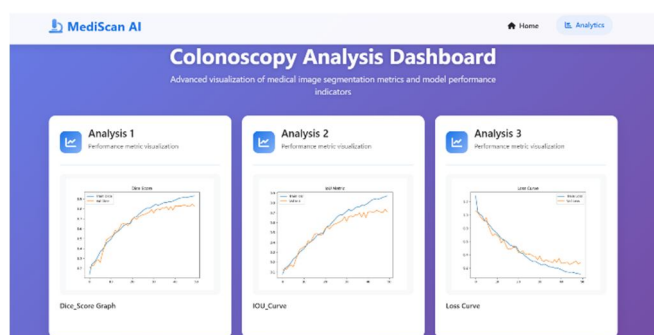 MediScan AI
Home
Analytics
Colonoscopy Analysis Dashboard
Advanced visualization of medical image segmentation metrics and model performance
indicators
Analysis 1
Performance metric visualization
Analysis 2
Performance metric visualization
Analysis 3
Performance metric visualization
Dice Score
IoU Metric
Loss Curve
Dice_Score Graph
IOU_Curve
Loss Curve